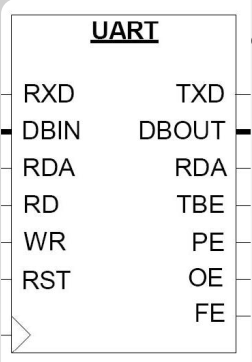 UART
RXD TXD
DBIN DBOUT
RDA RDA
RD TBE
WR PE
RST OE
FE